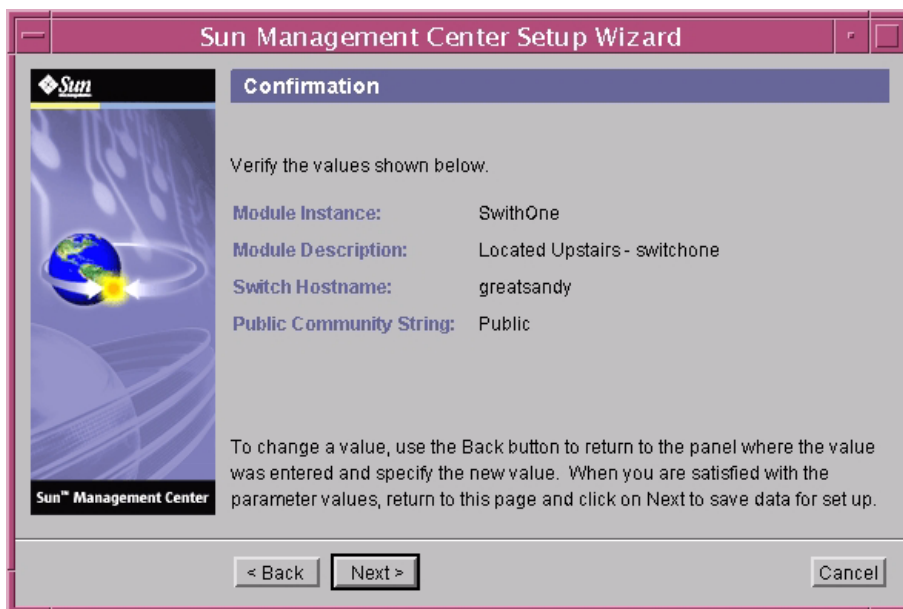 Sun Management Center Setup Wizard
Sun
Confirmation
Verify the values shown below.
Module Instance: SwithOne
Module Description: Located Upstairs - switchone
Switch Hostname: greatsandy
Public Community String: Public
To change a value, use the Back button to return to the panel where the value
was entered and specify the new value. When you are satisfied with the
parameter values, return to this page and click on Next to save data for set up.
Sun™ Management Center
< Back Next > Cancel